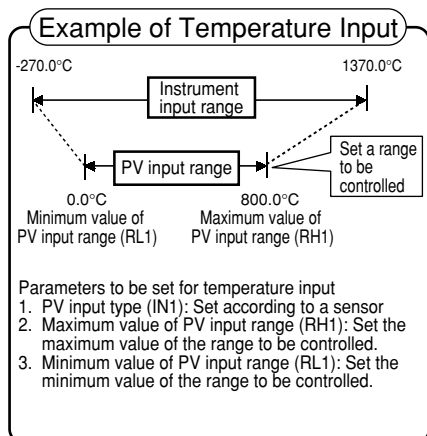 Example of Temperature Input
-270.0°C 1370.0°C
Instrument
input range
PV input range
Set a range
to be
controlled
0.0°C 800.0°C
Minimum value of Maximum value of
PV input range (RL1) PV input range (RH1)
Parameters to be set for temperature input
1. PV input type (IN1): Set according to a sensor
2. Maximum value of PV input range (RH1): Set the
maximum value of the range to be controlled.
3. Minimum value of PV input range (RL1): Set the
minimum value of the range to be controlled.